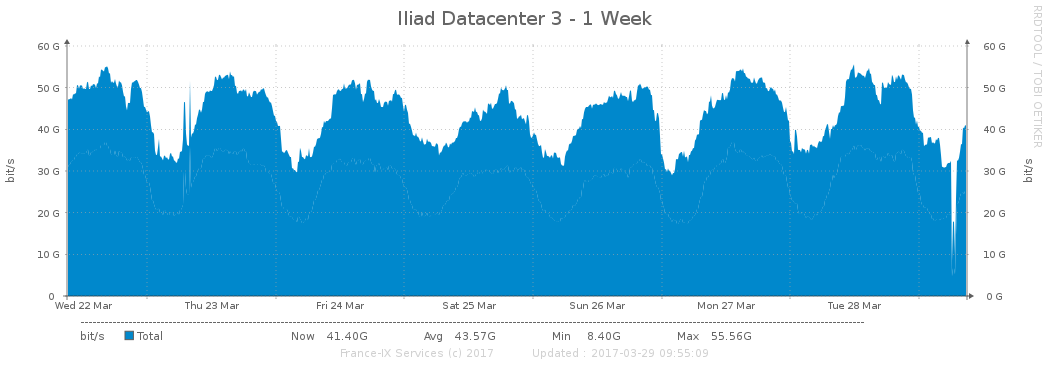 Iliad Datacenter 3 - 1 Week
RRDTOOL / TOBI OETIKER
60 G 60 G
50 G 50 G
40 G 40 G
30 G 30 G
20 G 20 G
10 G 10 G
0 0 G
bit/s bit/s
Wed 22 Mar Thu 23 Mar Fri 24 Mar Sat 25 Mar Sun 26 Mar Mon 27 Mar Tue 28 Mar
bit/s Total Now 41.40G Avg 43.57G Min 8.40G Max 55.56G
France-IX Services (c) 2017 Updated : 2017-03-29 09:55:09